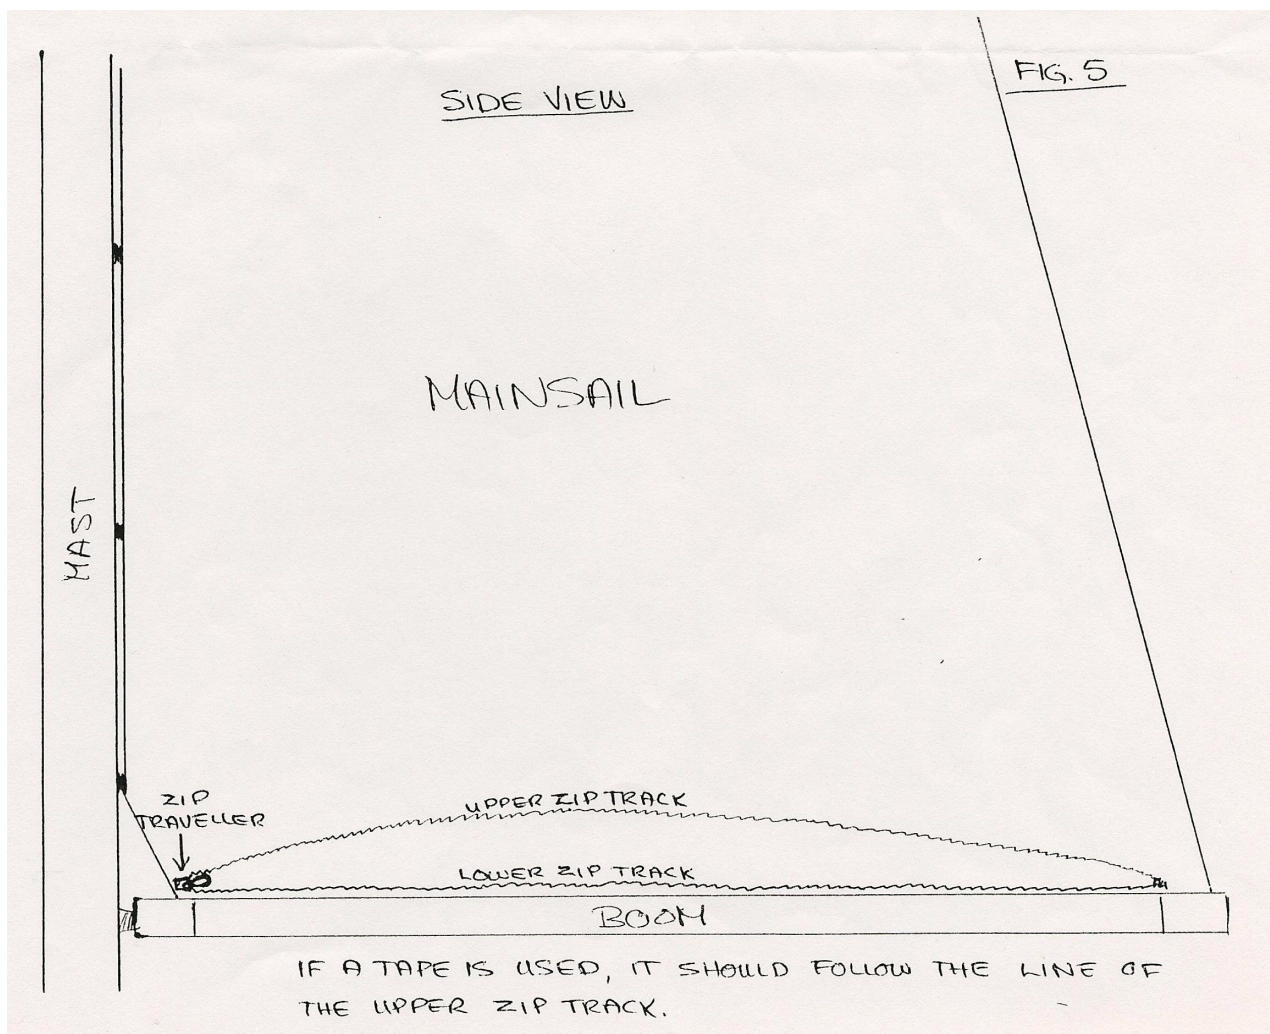 FIG. 5
SIDE VIEW
MAINSAIL
MAST
ZIP
TRAVELLER
UPPER ZIP TRACK
LOWER ZIP TRACK
BOOM
IF A TAPE IS USED, IT SHOULD FOLLOW THE LINE OF
THE UPPER ZIP TRACK.